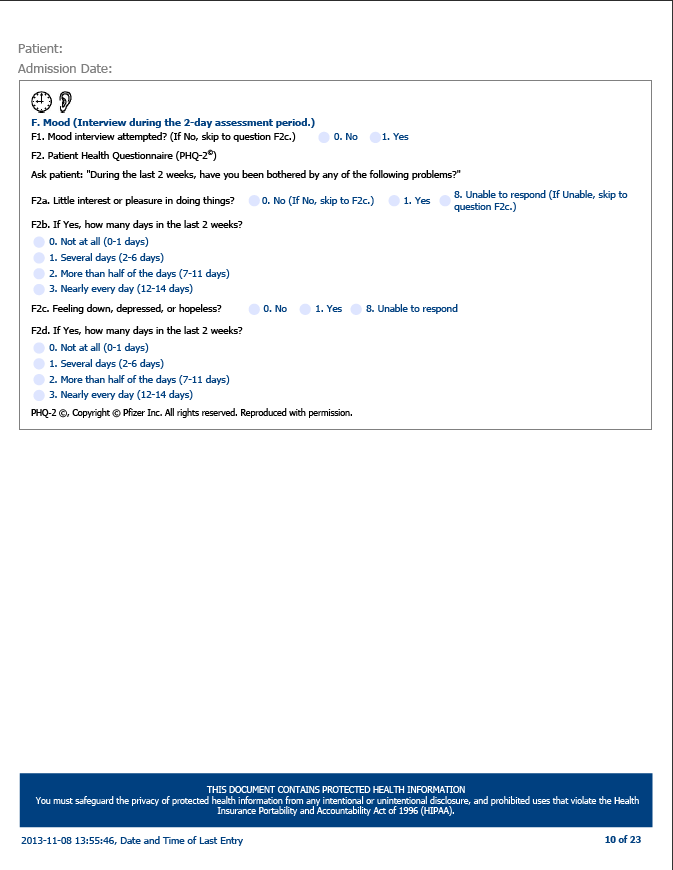 Patient:
Admission Date:
F. Mood (Interview during the 2-day assessment period.)
F1. Mood interview attempted? (If No, skip to question F2c.) 0. No 1. Yes
F2. Patient Health Questionnaire (PHQ-2©)
Ask patient: "During the last 2 weeks, have you been bothered by any of the following problems?"
F2a. Little interest or pleasure in doing things? 0. No (If No, skip to F2c.) 1. Yes 8. Unable to respond (If Unable, skip to
question F2c.)
F2b. If Yes, how many days in the last 2 weeks?
0. Not at all (0-1 days)
1. Several days (2-6 days)
2. More than half of the days (7-11 days)
3. Nearly every day (12-14 days)
F2c. Feeling down, depressed, or hopeless? 0. No 1. Yes 8. Unable to respond
F2d. If Yes, how many days in the last 2 weeks?
0. Not at all (0-1 days)
1. Several days (2-6 days)
2. More than half of the days (7-11 days)
3. Nearly every day (12-14 days)
PHQ-2 ©, Copyright © Pfizer Inc. All rights reserved. Reproduced with permission.
THIS DOCUMENT CONTAINS PROTECTED HEALTH INFORMATION
You must safeguard the privacy of protected health information from any intentional or unintentional disclosure, and prohibited uses that violate the Health
Insurance Portability and Accountability Act of 1996 (HIPAA).
2013-11-08 13:55:46, Date and Time of Last Entry 10 of 23